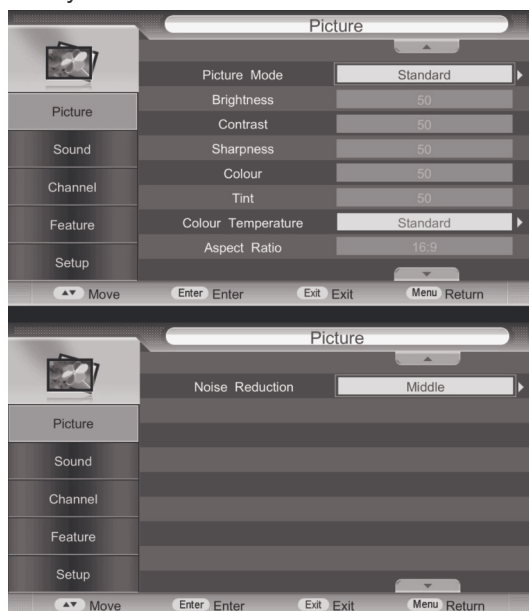 Picture
Picture Mode Standard
Brightness 50
Picture
Contrast 50
Sound
Sharpness 50
Colour 50
Channel
Tint 50
Feature
Colour Temperature Standard
Aspect Ratio 16:9
Setup
Move Enter Enter Exit Exit Menu Return
Picture
Noise Reduction Middle
Picture
Sound
Channel
Feature
Setup
Move Enter Enter Exit Exit Menu Return